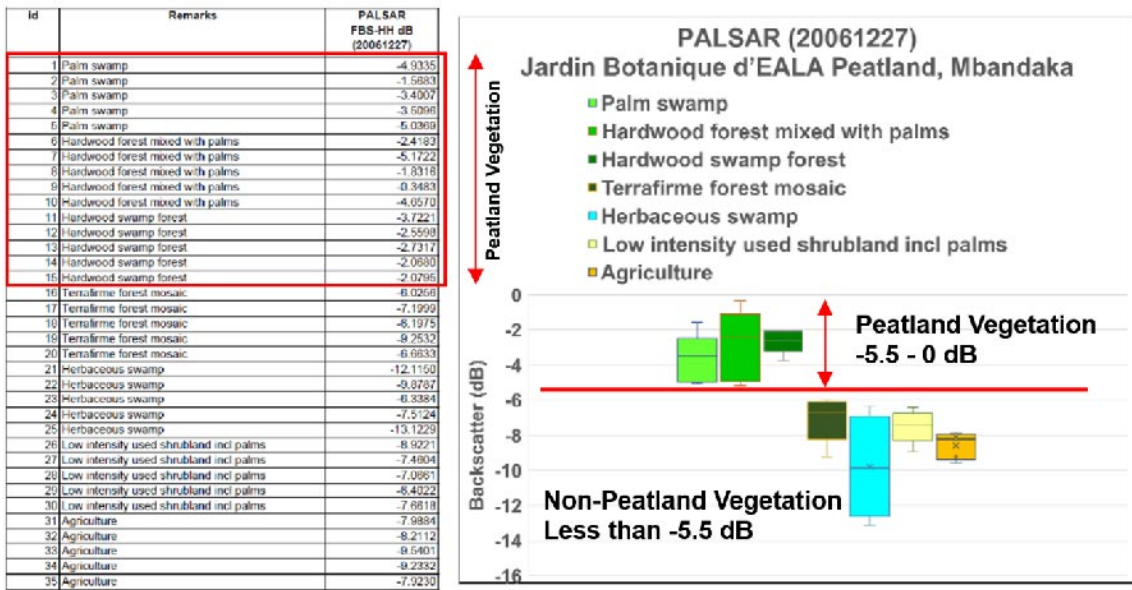 Id Remarks PALSAR
FBS-HH dB
(20061227)
1 Palm swamp -4.9335
2 Palm swamp -1.5683
3 Palm swamp -3.4007
4 Palm swamp -3.5096
5 Palm swamp -5.0369
6 Hardwood forest mixed with palms -2.4183
7 Hardwood forest mixed with palms -5.1722
8 Hardwood forest mixed with palms -1.8316
9 Hardwood forest mixed with palms -0.3483
10 Hardwood forest mixed with palms -4.6570
11 Hardwood swamp forest -3.7221
12 Hardwood swamp forest -2.5598
13 Hardwood swamp forest -2.7317
14 Hardwood swamp forest -2.0680
15 Hardwood swamp forest -2.0795
16 Terrafirme forest mosaic -6.0256
17 Terrafirme forest mosaic -7.1999
18 Terrafirme forest mosaic -6.1975
19 Terrafirme forest mosaic -9.2532
20 Terrafirme forest mosaic -6.6633
21 Herbaceous swamp -12.1150
22 Herbaceous swamp -9.8787
23 Herbaceous swamp -6.3384
24 Herbaceous swamp -7.5124
25 Herbaceous swamp -13.1229
26 Low intensity used shrubland incl palms -8.9221
27 Low intensity used shrubland incl palms -7.4604
28 Low intensity used shrubland incl palms -7.0661
29 Low intensity used shrubland incl palms -6.4022
30 Low intensity used shrubland incl palms -7.6618
31 Agriculture -7.9884
32 Agriculture -8.2112
33 Agriculture -9.5401
34 Agriculture -9.2332
35 Agriculture -7.9230
Peatland Vegetation
PALSAR (20061227)
Jardin Botanique d'EALA Peatland, Mbandaka
Palm swamp
Hardwood forest mixed with palms
Hardwood swamp forest
Terrafirme forest mosaic
Herbaceous swamp
Low intensity used shrubland incl palms
Agriculture
Backscatter (dB)
0
-2
-4
-6
-8
-10
-12
-14
-16
Peatland Vegetation
-5.5 - 0 dB
Non-Peatland Vegetation
Less than -5.5 dB